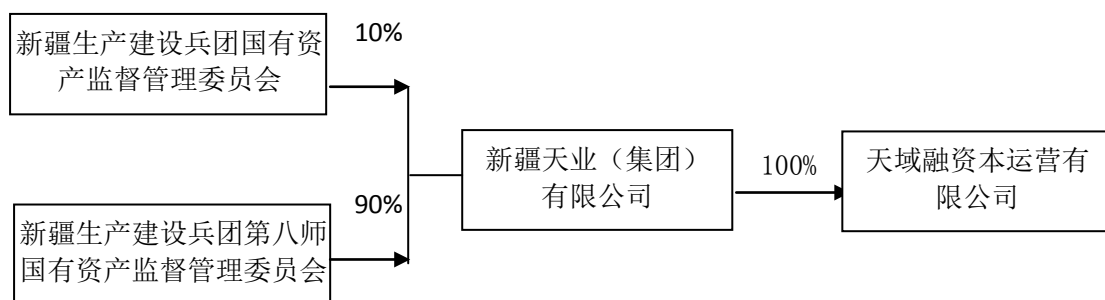 新疆生产建设兵团国有资
产监督管理委员会
10%
新疆天业（集团）
有限公司
100%
天域融资本运营有
限公司
90%
新疆生产建设兵团第八师
国有资产监督管理委员会